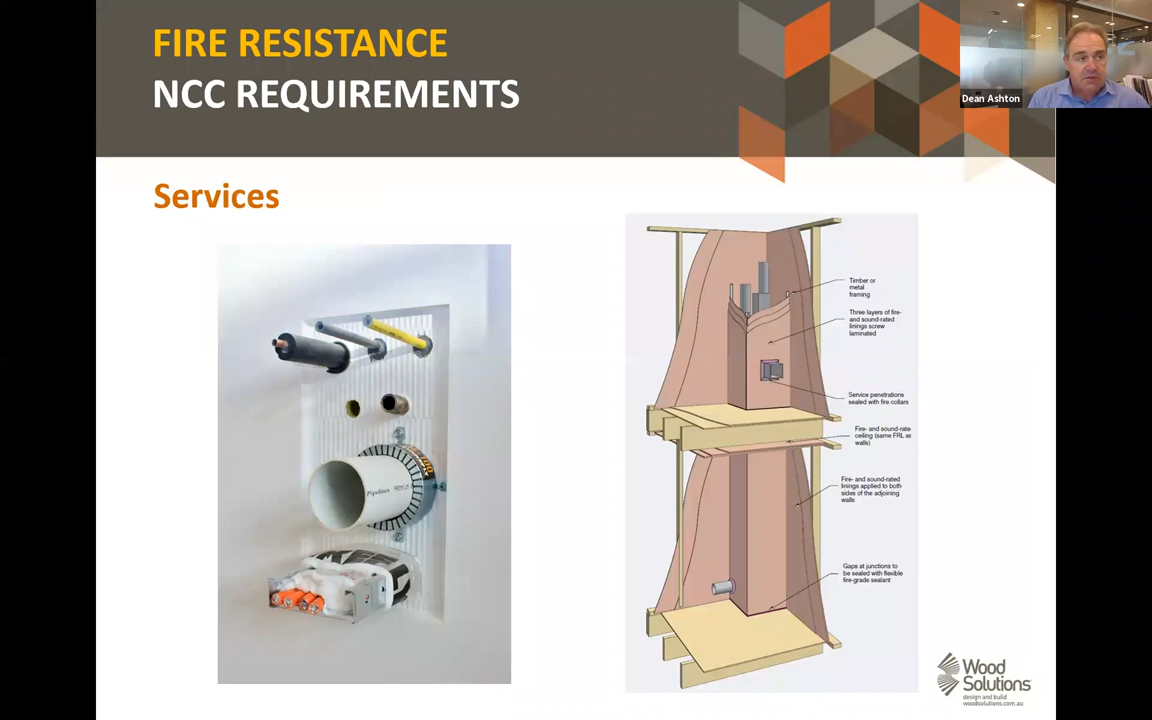 FIRE RESISTANCE
NCC REQUIREMENTS
Dean Ashton
Services
Pipelines
Timber or
metal
framing
Three layers of fire-
and sound-rated
linings screw
laminated
Service penetrations
sealed with fire collars
Fire- and sound-rate
ceiling (same FRL as
walls)
Fire- and sound-rated
linings applied to both
sides of the adjoining
walls
Gaps at junctions to
be sealed with flexible
fire-grade sealant
Wood
Solutions
design and build
woodsolutions.com.au